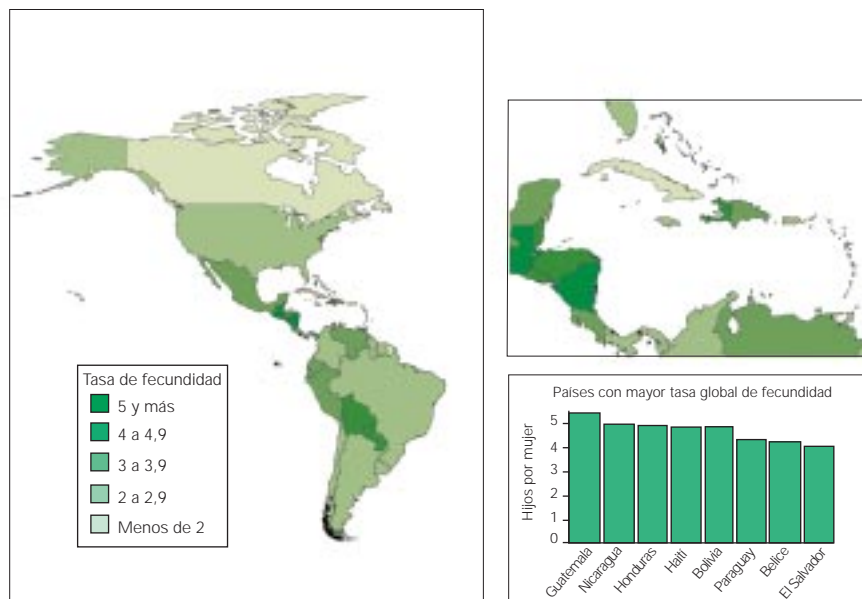 Tasa de fecundidad
5 y más
4 a 4,9
3 a 3,9
2 a 2,9
Menos de 2
Países con mayor tasa global de fecundidad
Hijos por mujer
5
4
3
2
1
0
Guatemala
Nicaragua
Honduras
Haití
Bolivia
Paraguay
Belice
El Salvador